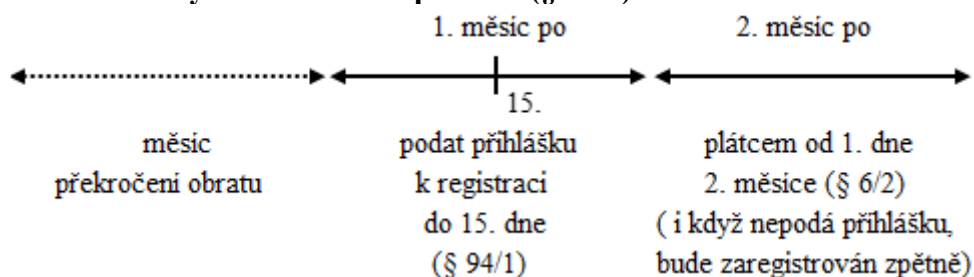 1. měsíc po
2. měsíc po
15.
měsíc
překročení obratu
podat přihlášku
k registraci
do 15. dne
(§ 94/1)
plátcem od 1. dne
2. měsíce (§ 6/2)
( i když nepodá přihlášku,
bude zaregistrován zpětně)